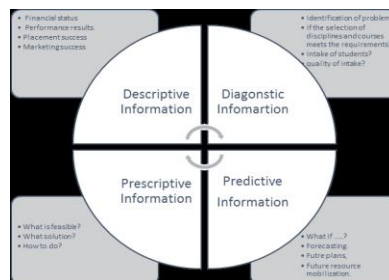 • Financial status
• Performance results.
• Placement success
• Marketing success
• Identification of problem
• If the selection of
disciplines and courses
meets the requirements
• Intake of students?
quality of intake?
Descriptive
Information
Diagonstic
Infomartion
Prescriptive
Information
Predictive
Information
• What is feasible?
• What solution?
• How to do?
• What if .....?
• Forecasting.
• Futre plans,
• Future resource
mobilization.